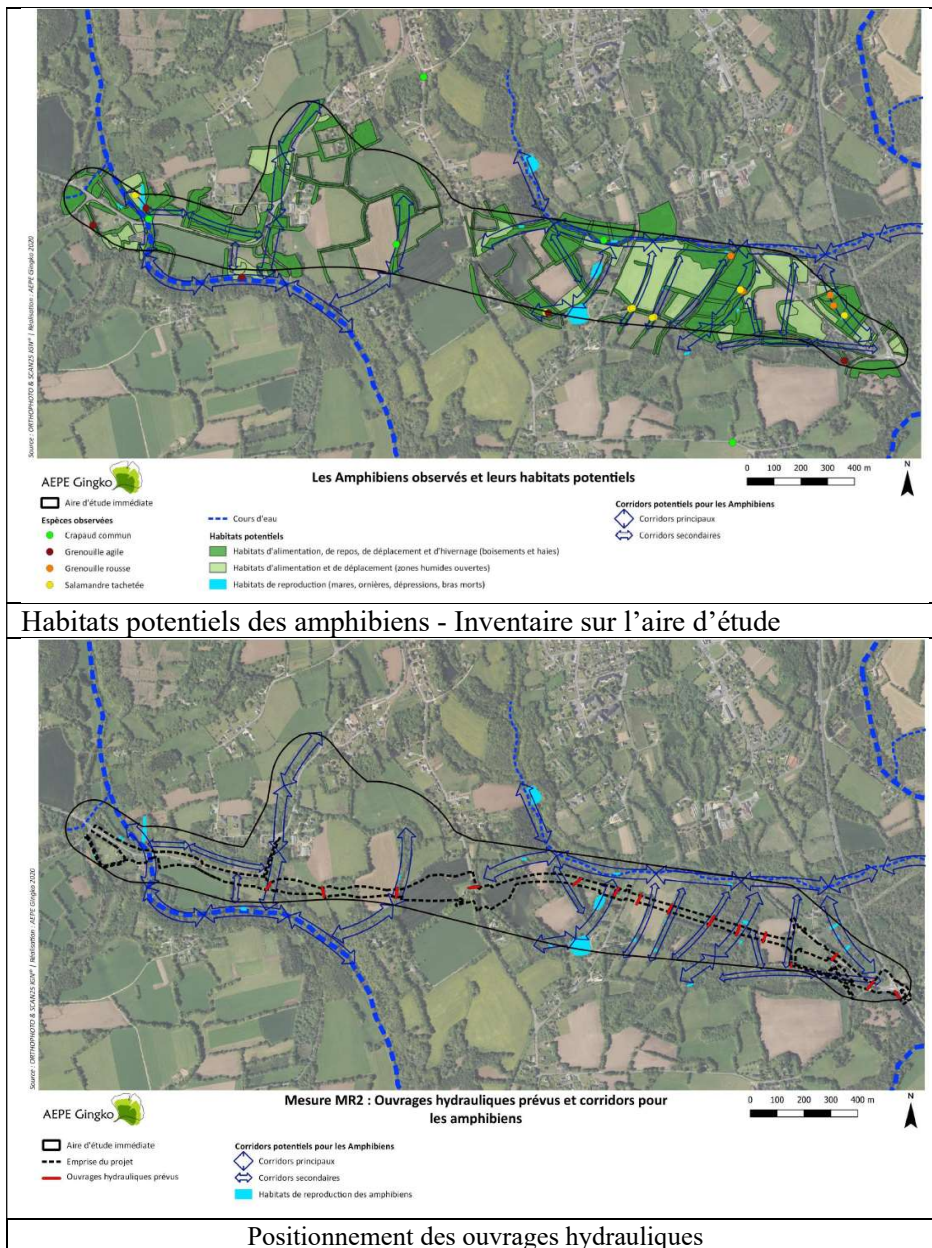 Source : ORTHOPHOTO & SCAN25 IGN® | Réalisation : AEPE Gingko 2020
AEPE Gingko
Les Amphibiens observés et leurs habitats potentiels
0 100 200 300 400 m
N
Aire d'étude immédiate
Espèces observées
Crapaud commun
Grenouille agile
Grenouille rousse
Salamandre tachetée
Cours d'eau
Habitats potentiels
Habitats d'alimentation, de repos, de déplacement et d'hivernage (boisements et haies)
Habitats d'alimentation et de déplacement (zones humides ouvertes)
Habitats de reproduction (mares, ornières, dépressions, bras morts)
Corridors potentiels pour les Amphibiens
Corridors principaux
Corridors secondaires
Habitats potentiels des amphibiens - Inventaire sur l'aire d'étude
Source : ORTHOPHOTO & SCAN25 IGN® | Réalisation : AEPE Gingko 2020
AEPE Gingko
Mesure MR2 : Ouvrages hydrauliques prévus et corridors pour
les amphibiens
0 100 200 300 400 m
N
Aire d'étude immédiate
Emprise du projet
Ouvrages hydrauliques prévus
Corridors potentiels pour les Amphibiens
Corridors principaux
Corridors secondaires
Habitats de reproduction des amphibiens
Positionnement des ouvrages hydrauliques